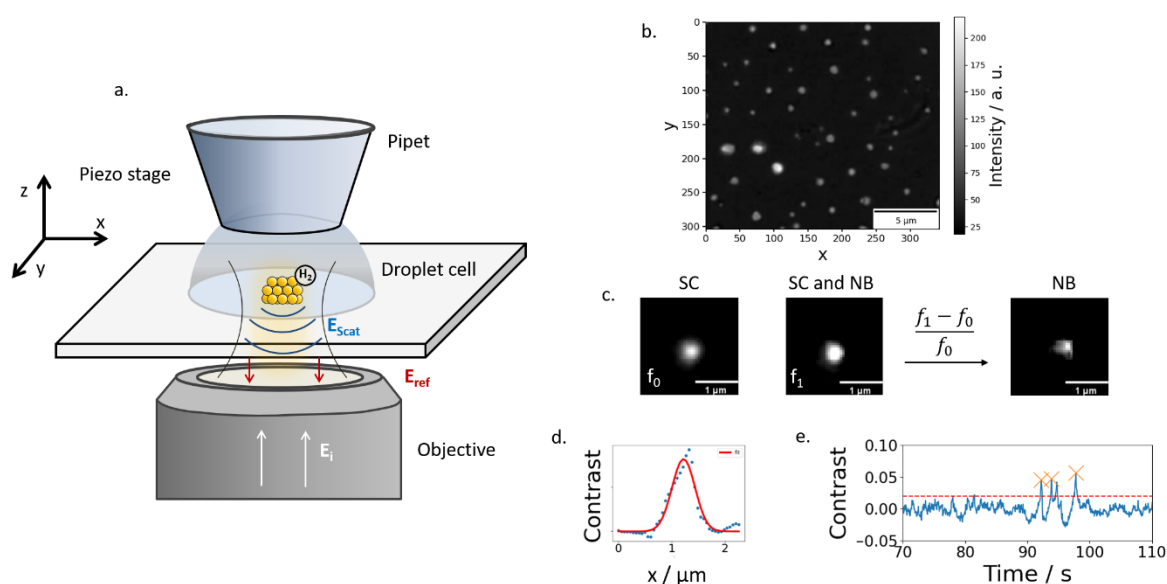 a.
Pipet
Piezo stage
z
x
y
Droplet cell
H2
EScat
Eref
Ei
Objective
b.
0
50
100
150
200
250
300
y
0 50 100 150 200 250 300
x
5 µm
200
175
150
125
100
75
50
25
Intensity / a. u.
c.
SC
SC and NB
NB
f0
1 µm
f1
1 µm
f1 − f0
f0
1 µm
d.
Contrast
0 1 2
x / µm
e.
Contrast
0.10
0.05
0.00
−0.05
70 80 90 100 110
Time / s